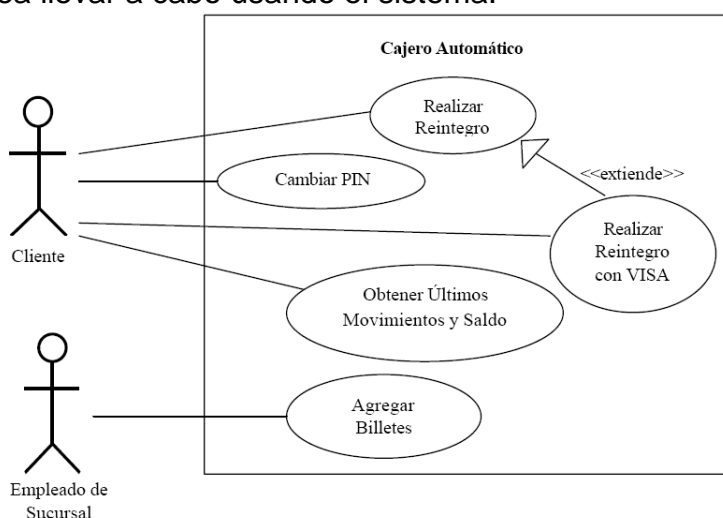 sea llevar a cabo usando el sistema.
Cajero Automático
Realizar
Reintegro
<<extiende>>
Cambiar PIN
Realizar
Reintegro
con VISA
Cliente
Obtener Últimos
Movimientos y Saldo
Agregar
Billetes
Empleado de
Sucursal